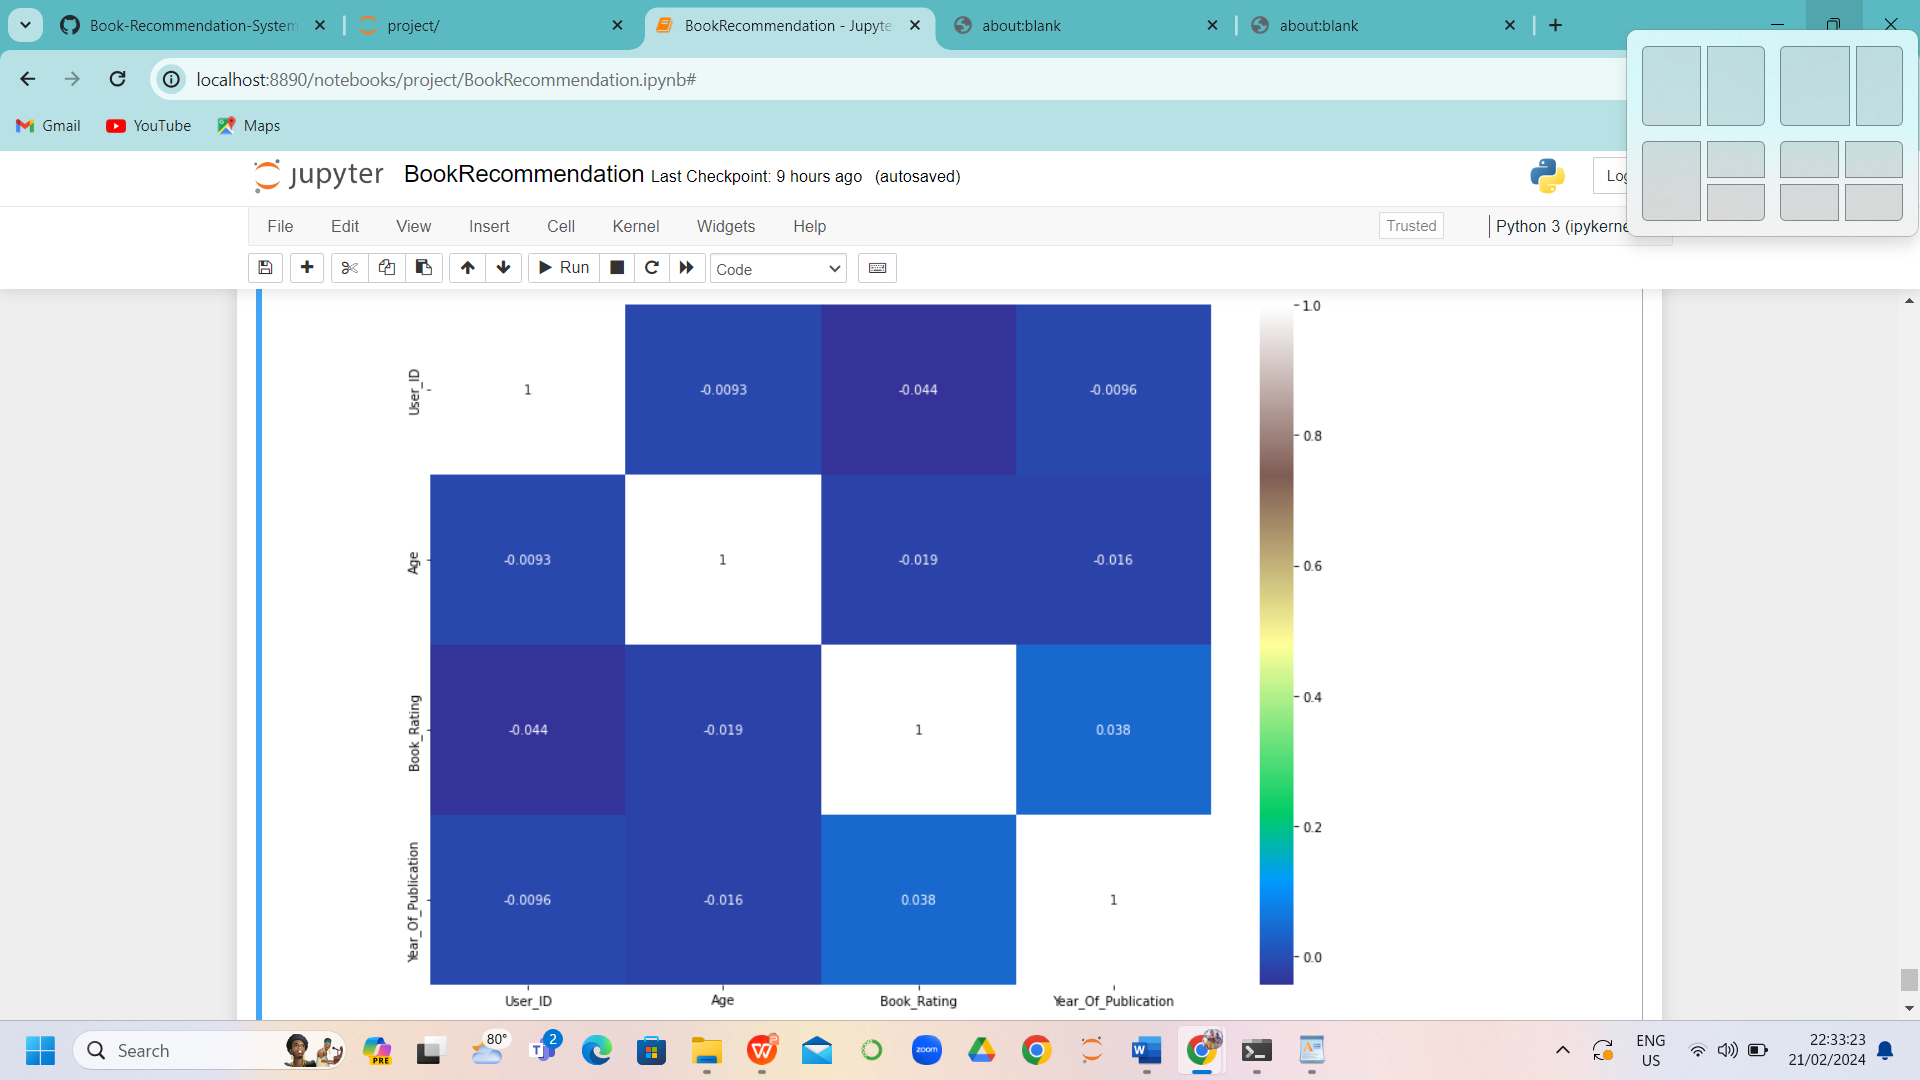 Book-Recommendation-System
project/
BookRecommendation - Jupyte
about:blank
about:blank
localhost:8890/notebooks/project/BookRecommendation.ipynb#
Gmail
YouTube
Maps
jupyter BookRecommendation Last Checkpoint: 9 hours ago (autosaved)
Log
File Edit View Insert Cell Kernel Widgets Help
Trusted
Python 3 (ipykerne
Run
Code
User_ID 1 -0.0093 -0.044 -0.0096
Age -0.0093 1 -0.019 -0.016
Book_Rating -0.044 -0.019 1 0.038
Year_Of_Publication -0.0096 -0.016 0.038 1
User_ID Age Book_Rating Year_Of_Publication
1.0
0.8
0.6
0.4
0.2
0.0
Search
PRE
80°
2
zoom
ENG
US
22:33:23
21/02/2024